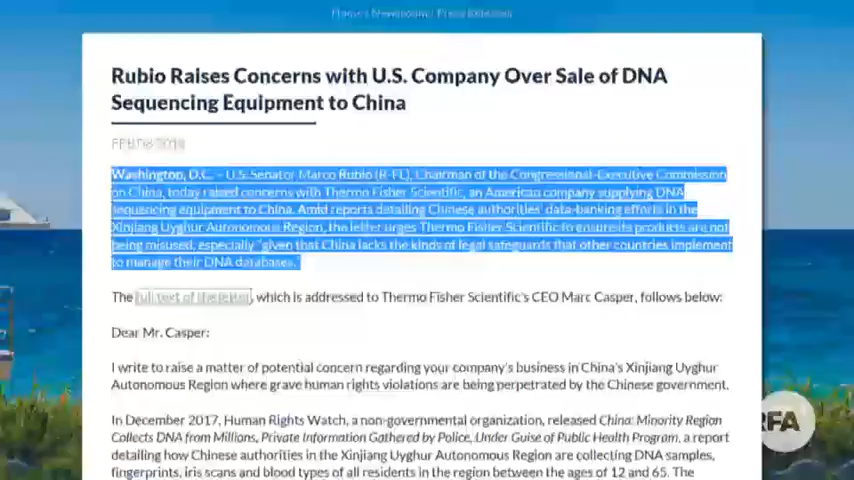 Home > Newsroom > Press Releases
Rubio Raises Concerns with U.S. Company Over Sale of DNA
Sequencing Equipment to China
FEB 08 2018
Washington, D.C. – U.S. Senator Marco Rubio (R-FL), Chairman of the Congressional-Executive Commission
on China, today raised concerns with Thermo Fisher Scientific, an American company supplying DNA
sequencing equipment to China. Amid reports detailing Chinese authorities' data-banking efforts in the
Xinjiang Uyghur Autonomous Region, the letter urges Thermo Fisher Scientific to ensure its products are not
being misused, especially "given that China lacks the kinds of legal safeguards that other countries implement
to manage their DNA databases."
The full text of the letter, which is addressed to Thermo Fisher Scientific's CEO Marc Casper, follows below:
Dear Mr. Casper:
I write to raise a matter of potential concern regarding your company's business in China's Xinjiang Uyghur
Autonomous Region where grave human rights violations are being perpetrated by the Chinese government.
In December 2017, Human Rights Watch, a non-governmental organization, released China: Minority Region
Collects DNA from Millions, Private Information Gathered by Police, Under Guise of Public Health Program, a report
detailing how Chinese authorities in the Xinjiang Uyghur Autonomous Region are collecting DNA samples,
fingerprints, iris scans and blood types of all residents in the region between the ages of 12 and 65. The
RFA